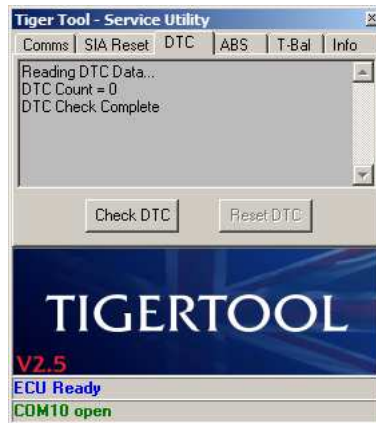 Tiger Tool - Service Utility
Comms SIA Reset DTC ABS T-Bal Info
Reading DTC Data...
DTC Count = 0
DTC Check Complete
Check DTC Reset DTC
TIGERTOOL
V2.5
ECU Ready
COM10 open